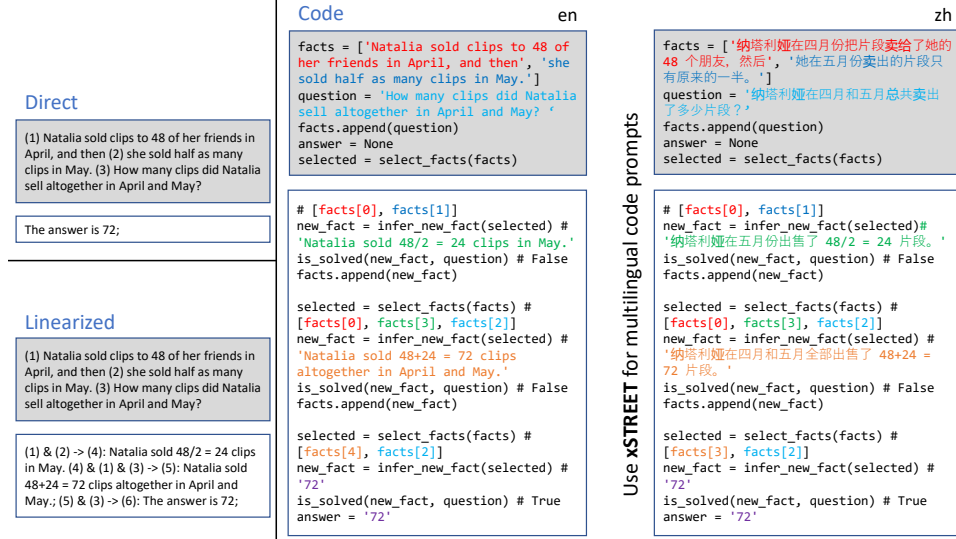 Direct
(1) Natalia sold clips to 48 of her friends in
April, and then (2) she sold half as many
clips in May. (3) How many clips did Natalia
sell altogether in April and May?
The answer is 72;
Linearized
(1) Natalia sold clips to 48 of her friends in
April, and then (2) she sold half as many
clips in May. (3) How many clips did Natalia
sell altogether in April and May?
(1) & (2) -> (4): Natalia sold 48/2 = 24 clips
in May. (4) & (1) & (3) -> (5): Natalia sold
48+24 = 72 clips altogether in April and
May.; (5) & (3) -> (6): The answer is 72;
Code
en
facts = ['Natalia sold clips to 48 of
her friends in April, and then', 'she
sold half as many clips in May.']
question = 'How many clips did Natalia
sell altogether in April and May? ‘
facts.append(question)
answer = None
selected = select_facts(facts)
# [facts[0], facts[1]]
new_fact = infer_new_fact(selected) #
'Natalia sold 48/2 = 24 clips in May.'
is_solved(new_fact, question) # False
facts.append(new_fact)
selected = select_facts(facts) #
[facts[0], facts[3], facts[2]]
new_fact = infer_new_fact(selected) #
'Natalia sold 48+24 = 72 clips
altogether in April and May.'
is_solved(new_fact, question) # False
facts.append(new_fact)
selected = select_facts(facts) #
[facts[4], facts[2]]
new_fact = infer_new_fact(selected) #
'72'
is_solved(new_fact, question) # True
answer = '72'
Use xSTREET for multilingual code prompts
zh
facts = ['纳塔利娅在四月份把片段卖给了她的
48 个朋友，然后', '她在五月份卖出的片段只
有原来的一半。']
question = '纳塔利娅在四月和五月总共卖出
了多少片段？’
facts.append(question)
answer = None
selected = select_facts(facts)
# [facts[0], facts[1]]
new_fact = infer_new_fact(selected)#
'纳塔利娅在五月份出售了 48/2 = 24 片段。'
is_solved(new_fact, question) # False
facts.append(new_fact)
selected = select_facts(facts) #
[facts[0], facts[3], facts[2]]
new_fact = infer_new_fact(selected) #
'纳塔利娅在四月和五月全部出售了 48+24 =
72 片段。'
is_solved(new_fact, question) # False
facts.append(new_fact)
selected = select_facts(facts) #
[facts[3], facts[2]]
new_fact = infer_new_fact(selected) #
'72'
is_solved(new_fact, question) # True
answer = '72'